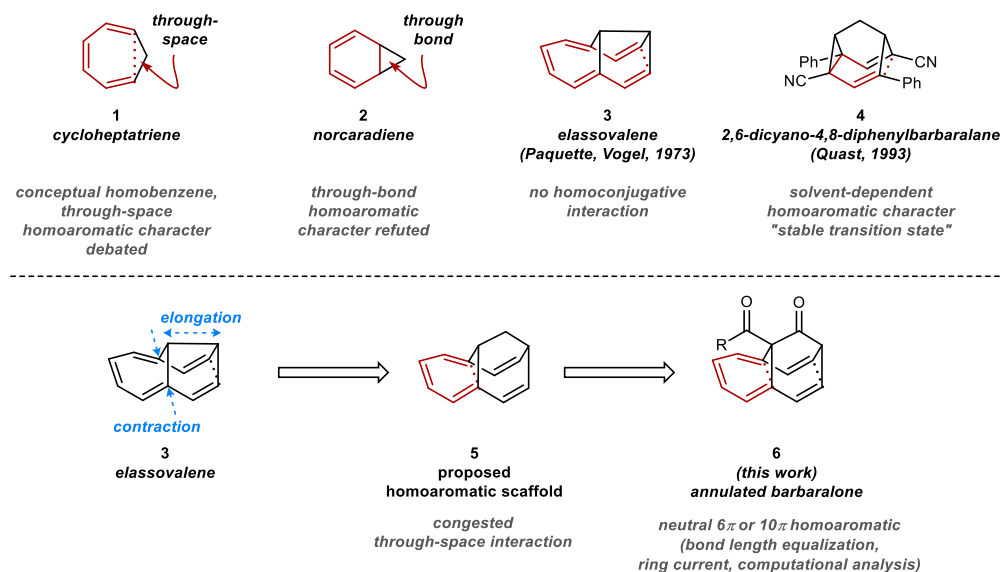 through-
space
through
bond
Ph
CN
NC
Ph
1
cycloheptatriene
2
norcaradiene
3
elassovalene
(Paquette, Vogel, 1973)
4
2,6-dicyano-4,8-diphenylbarbaralane
(Quast, 1993)
conceptual homobenzene,
through-space
homoaromatic character
debated
through-bond
homoaromatic
character refuted
no homoconjugative
interaction
solvent-dependent
homoaromatic character
"stable transition state"
elongation
contraction
O
O
R
3
elassovalene
5
proposed
homoaromatic scaffold
6
(this work)
annulated barbaralone
congested
through-space interaction
neutral 6π or 10π homoaromatic
(bond length equalization,
ring current, computational analysis)